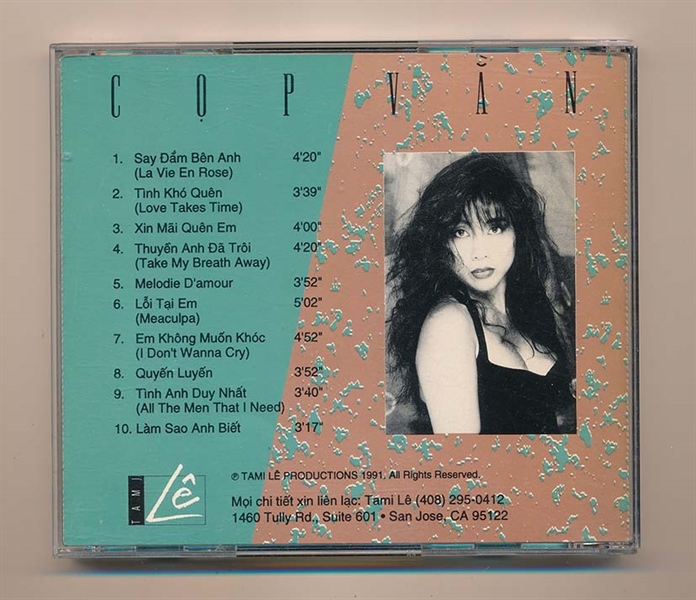 CỌP VẰN
1. Say Đắm Bên Anh 4'20"
(La Vie En Rose)
2. Tình Khó Quên 3'39"
(Love Takes Time)
3. Xin Mãi Quên Em 4'00"
4. Thuyền Anh Đã Trôi 4'20"
(Take My Breath Away)
5. Melodie D'amour 3'52"
6. Lỗi Tại Em 5'02"
(Meaculpa)
7. Em Không Muốn Khóc 4'52"
(I Don't Wanna Cry)
8. Quyến Luyến 3'52"
9. Tình Anh Duy Nhất 3'40"
(All The Men That I Need)
10. Làm Sao Anh Biết 3'17"
TAMI Lê
℗ TAMI LÊ PRODUCTIONS 1991, All Rights Reserved.
Mọi chi tiết xin liên lạc: Tami Lê (408) 295-0412
1460 Tully Rd., Suite 601 • San Jose, CA 95122